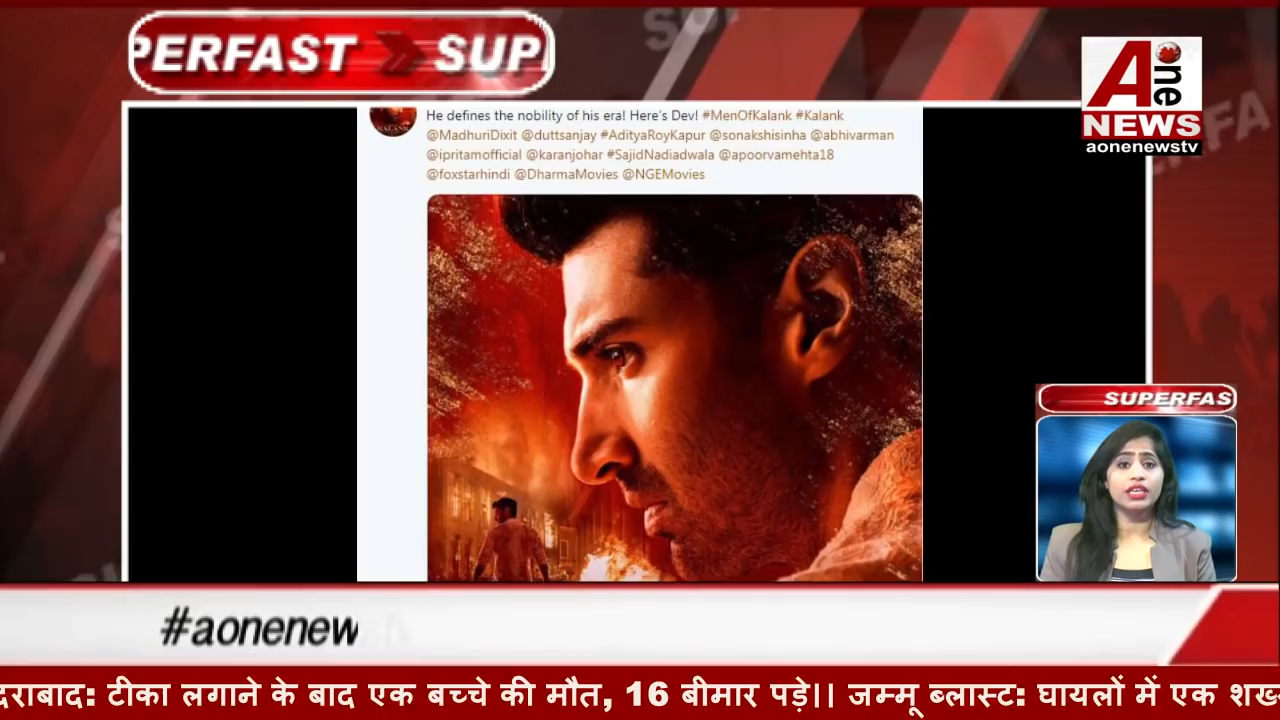 PERFAST >> SUP
A one
NEWS
aonenewstv
He defines the nobility of his era! Here's Dev! #MenOfKalank #Kalank
@MadhuriDixit @duttsanjay #AdityaRoyKapur @sonakshisinha @abhivarman
@ipritamofficial @karanjohar #SajidNadiadwala @apoorvamehta18
@foxstarhindi @DharmaMovies @NGEMovies
SUPERFAS
#aonenew
दराबाद: टीका लगाने के बाद एक बच्चे की मौत, 16 बीमार पड़े|| जम्मू ब्लास्ट: घायलों में एक शख्